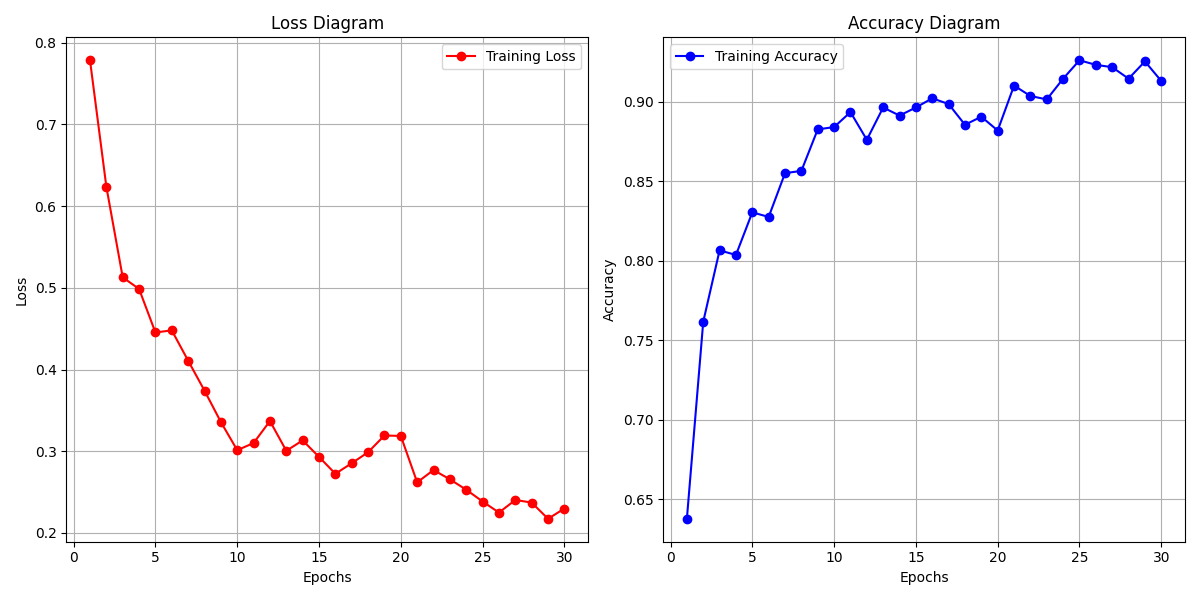 Loss Diagram
Training Loss
0.8
0.7
0.6
0.5
0.4
0.3
0.2
Loss
0 5 10 15 20 25 30
Epochs
Accuracy Diagram
Training Accuracy
0.90
0.85
0.80
0.75
0.70
0.65
Accuracy
0 5 10 15 20 25 30
Epochs